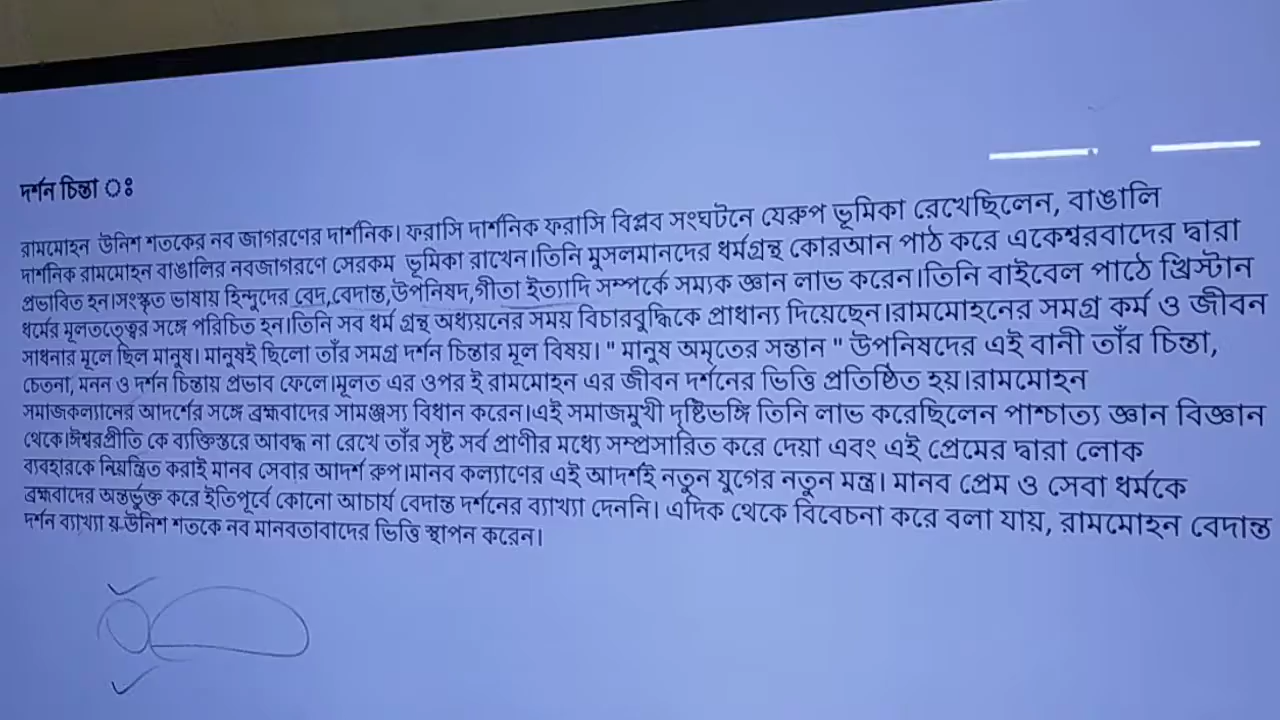 দর্শন চিন্তা ঃ
রামমোহন উনিশ শতকের নব জাগরণের দার্শনিক। ফরাসি দার্শনিক ফরাসি বিপ্লব সংঘটনে যেরুপ ভূমিকা রেখেছিলেন, বাঙালি
দার্শনিক রামমোহন বাঙালির নবজাগরণে সেরকম ভূমিকা রাখেন।তিনি মুসলমানদের ধর্মগ্রন্থ কোরআন পাঠ করে একেশ্বরবাদের দ্বারা
প্রভাবিত হন।সংস্কৃত ভাষায় হিন্দুদের বেদ,বেদান্ত,উপনিষদ,গীতা ইত্যাদি সম্পর্কে সম্যক জ্ঞান লাভ করেন।তিনি বাইবেল পাঠে খ্রিস্টান
ধর্মের মূলতত্ত্বের সঙ্গে পরিচিত হন।তিনি সব ধর্ম গ্রন্থ অধ্যয়নের সময় বিচারবুদ্ধিকে প্রাধান্য দিয়েছেন।রামমোহনের সমগ্র কর্ম ও জীবন
সাধনার মূলে ছিল মানুষ। মানুষই ছিলো তাঁর সমগ্র দর্শন চিন্তার মূল বিষয়। " মানুষ অমৃতের সন্তান " উপনিষদের এই বানী তাঁর চিন্তা,
চেতনা, মনন ও দর্শন চিন্তায় প্রভাব ফেলে।মূলত এর ওপর ই রামমোহন এর জীবন দর্শনের ভিত্তি প্রতিষ্ঠিত হয়।রামমোহন
সমাজকল্যানের আদর্শের সঙ্গে ব্রহ্মবাদের সামঞ্জস্য বিধান করেন।এই সমাজমুখী দৃষ্টিভঙ্গি তিনি লাভ করেছিলেন পাশ্চাত্য জ্ঞান বিজ্ঞান
থেকে।ঈশ্বরপ্রীতি কে ব্যক্তিস্তরে আবদ্ধ না রেখে তাঁর সৃষ্ট সর্ব প্রাণীর মধ্যে সম্প্রসারিত করে দেয়া এবং এই প্রেমের দ্বারা লোক
ব্যবহারকে নিয়ন্ত্রিত করাই মানব সেবার আদর্শ রুপ।মানব কল্যাণের এই আদর্শই নতুন যুগের নতুন মন্ত্র। মানব প্রেম ও সেবা ধর্মকে
ব্রহ্মবাদের অন্তর্ভুক্ত করে ইতিপূর্বে কোনো আচার্য বেদান্ত দর্শনের ব্যাখ্যা দেননি। এদিক থেকে বিবেচনা করে বলা যায়, রামমোহন বেদান্ত
দর্শন ব্যাখ্যা য় উনিশ শতকে নব মানবতাবাদের ভিত্তি স্থাপন করেন।